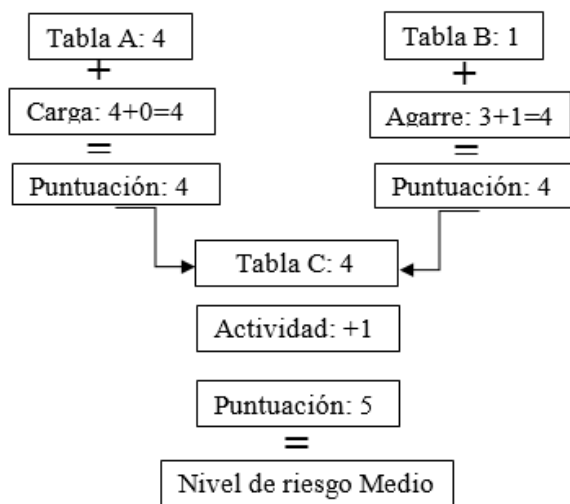 Tabla A: 4
Tabla B: 1
+
+
Carga: 4+0=4
Agarre: 3+1=4
=
=
Puntuación: 4
Puntuación: 4
Tabla C: 4
Actividad: +1
Puntuación: 5
=
Nivel de riesgo Medio